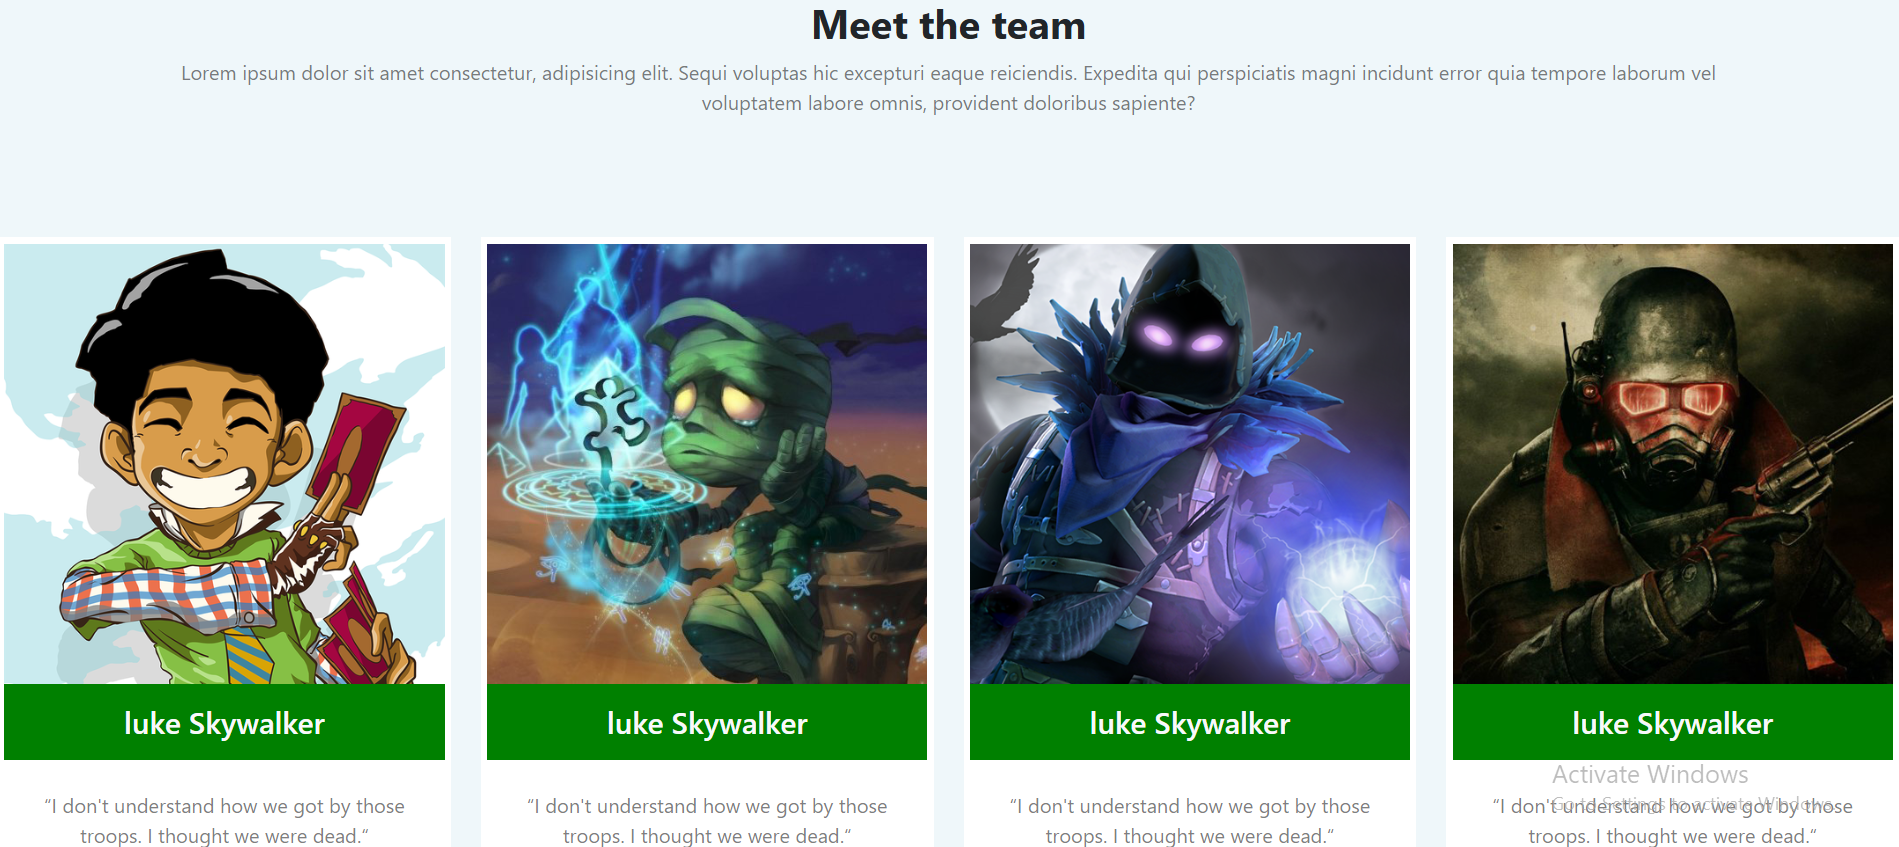 Meet the team
Lorem ipsum dolor sit amet consectetur, adipisicing elit. Sequi voluptas hic excepturi eaque reiciendis. Expedita qui perspiciatis magni incidunt error quia tempore laborum vel
voluptatem labore omnis, provident doloribus sapiente?
luke Skywalker
“I don't understand how we got by those
troops. I thought we were dead.“
luke Skywalker
“I don't understand how we got by those
troops. I thought we were dead.“
luke Skywalker
“I don't understand how we got by those
troops. I thought we were dead.“
luke Skywalker
“I don't understand how we got by those
troops. I thought we were dead.“
Activate Windows
Go to Settings to activate Windows.